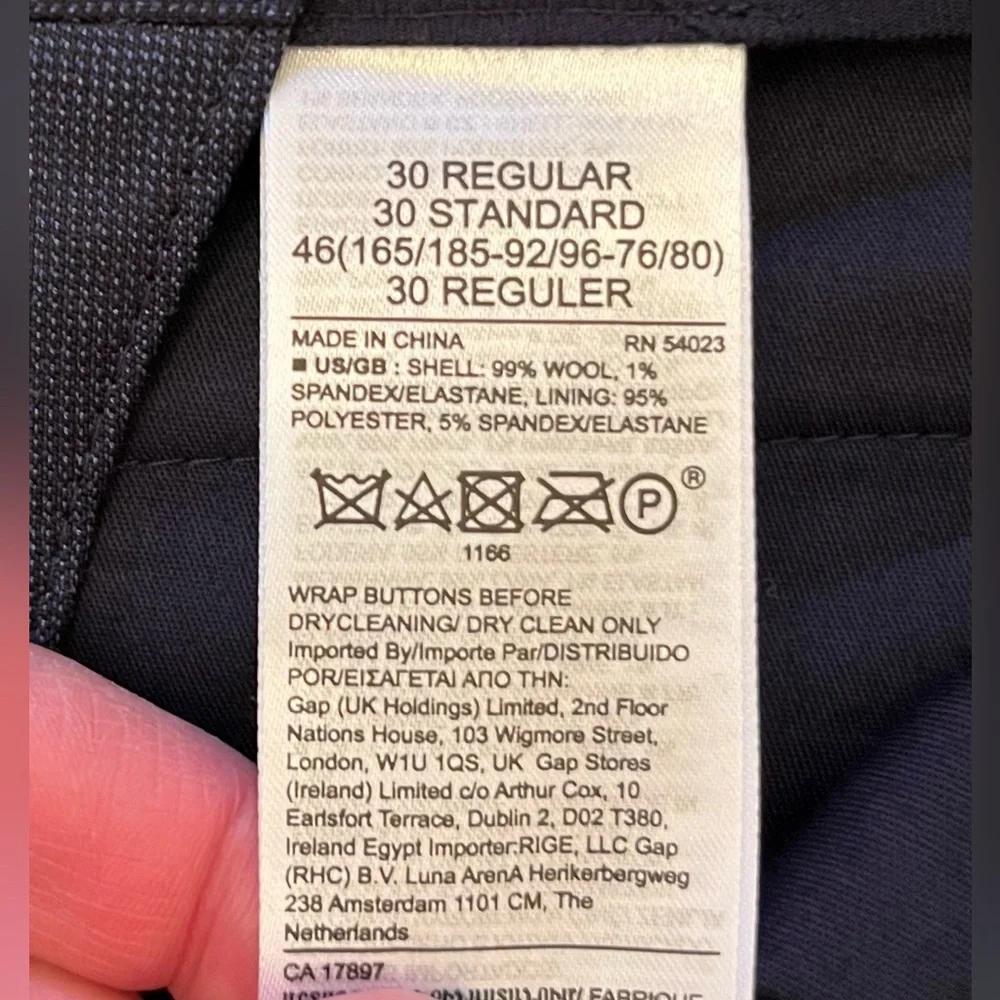 30 REGULAR
30 STANDARD
46(165/185-92/96-76/80)
30 REGULER
MADE IN CHINA RN 54023
■ US/GB : SHELL: 99% WOOL, 1%
SPANDEX/ELASTANE, LINING: 95%
POLYESTER, 5% SPANDEX/ELASTANE
P ®
1166
WRAP BUTTONS BEFORE
DRYCLEANING/ DRY CLEAN ONLY
Imported By/Importe Par/DISTRIBUIDO
POR/ΕΙΣΑΓΕΤΑΙ ΑΠΟ ΤΗΝ:
Gap (UK Holdings) Limited, 2nd Floor
Nations House, 103 Wigmore Street,
London, W1U 1QS, UK Gap Stores
(Ireland) Limited c/o Arthur Cox, 10
Earlsfort Terrace, Dublin 2, D02 T380,
Ireland Egypt Importer:RIGE, LLC Gap
(RHC) B.V. Luna ArenA Herikerbergweg
238 Amsterdam 1101 CM, The
Netherlands
CA 17897
FABRIQUE